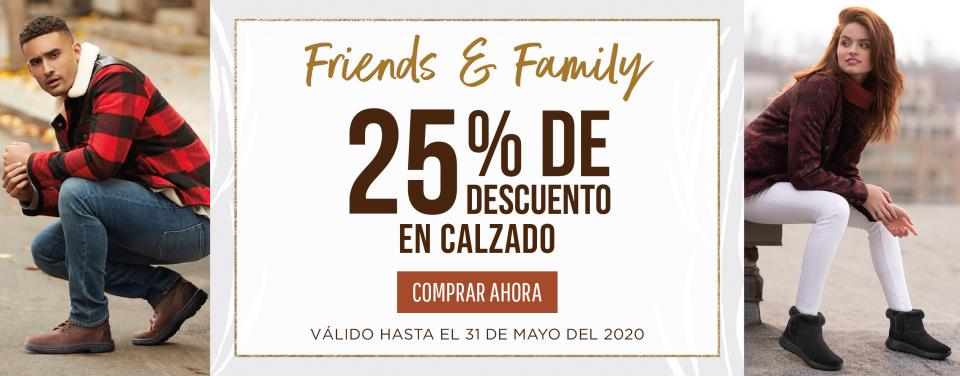 Friends & Family
25% DE
DESCUENTO
EN CALZADO
COMPRAR AHORA
VÁLIDO HASTA EL 31 DE MAYO DEL 2020